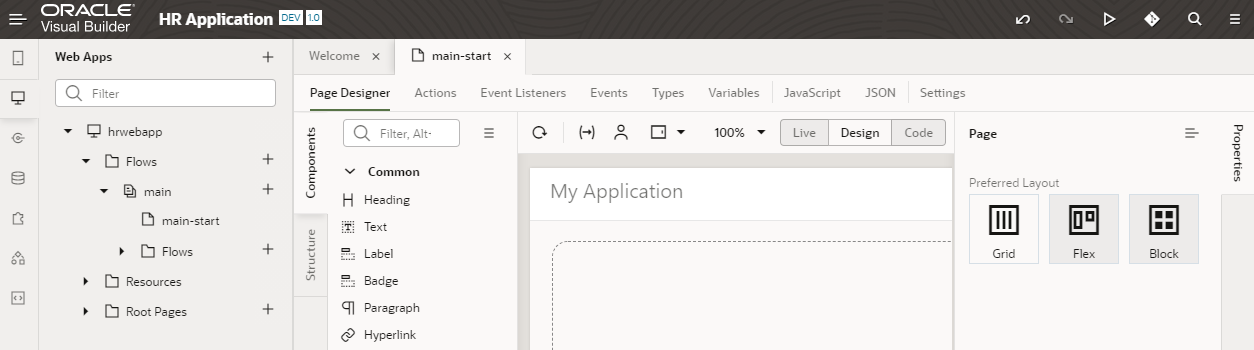 ORACLE
Visual Builder
HR Application DEV 1.0
Web Apps
Filter
hrwebapp
Flows
main
main-start
Flows
Resources
Root Pages
Welcome
main-start
Page Designer Actions Event Listeners Events Types Variables JavaScript JSON Settings
Components
Structure
Filter, Alt-
Common
Heading
Text
Label
Badge
Paragraph
Hyperlink
100% Live Design Code
My Application
Page
Preferred Layout
Grid Flex Block
Properties